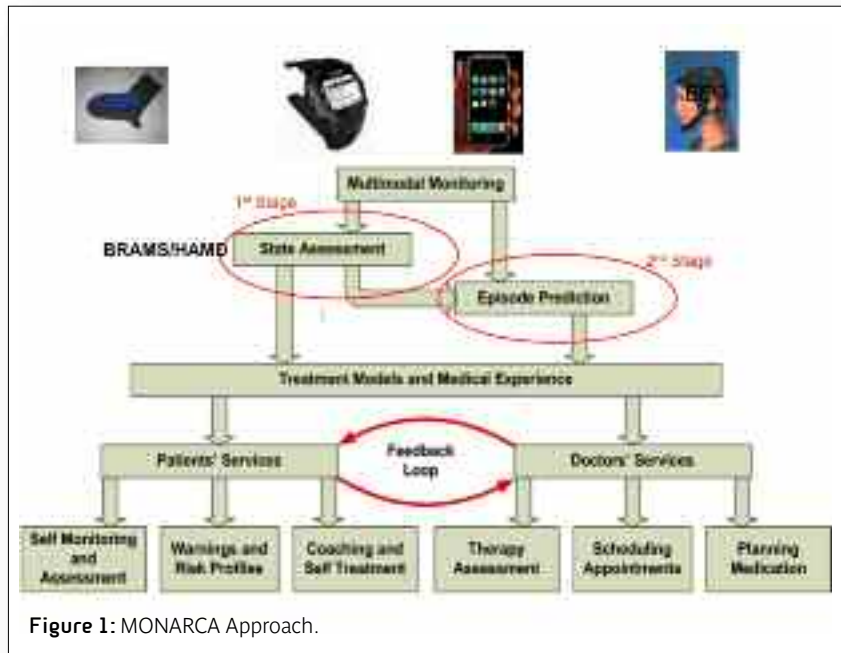 Multimodal Monitoring
1st Stage
BRAMS/HAMD
State Assessment
2nd Stage
Episode Prediction
Treatment Models and Medical Experience
Patients' Services
Feedback
Loop
Doctors' Services
Self Monitoring
and
Assessment
Warnings and
Risk Profiles
Coaching and
Self Treatment
Therapy
Assessment
Scheduling
Appointments
Planning
Medication
Figure 1: MONARCA Approach.